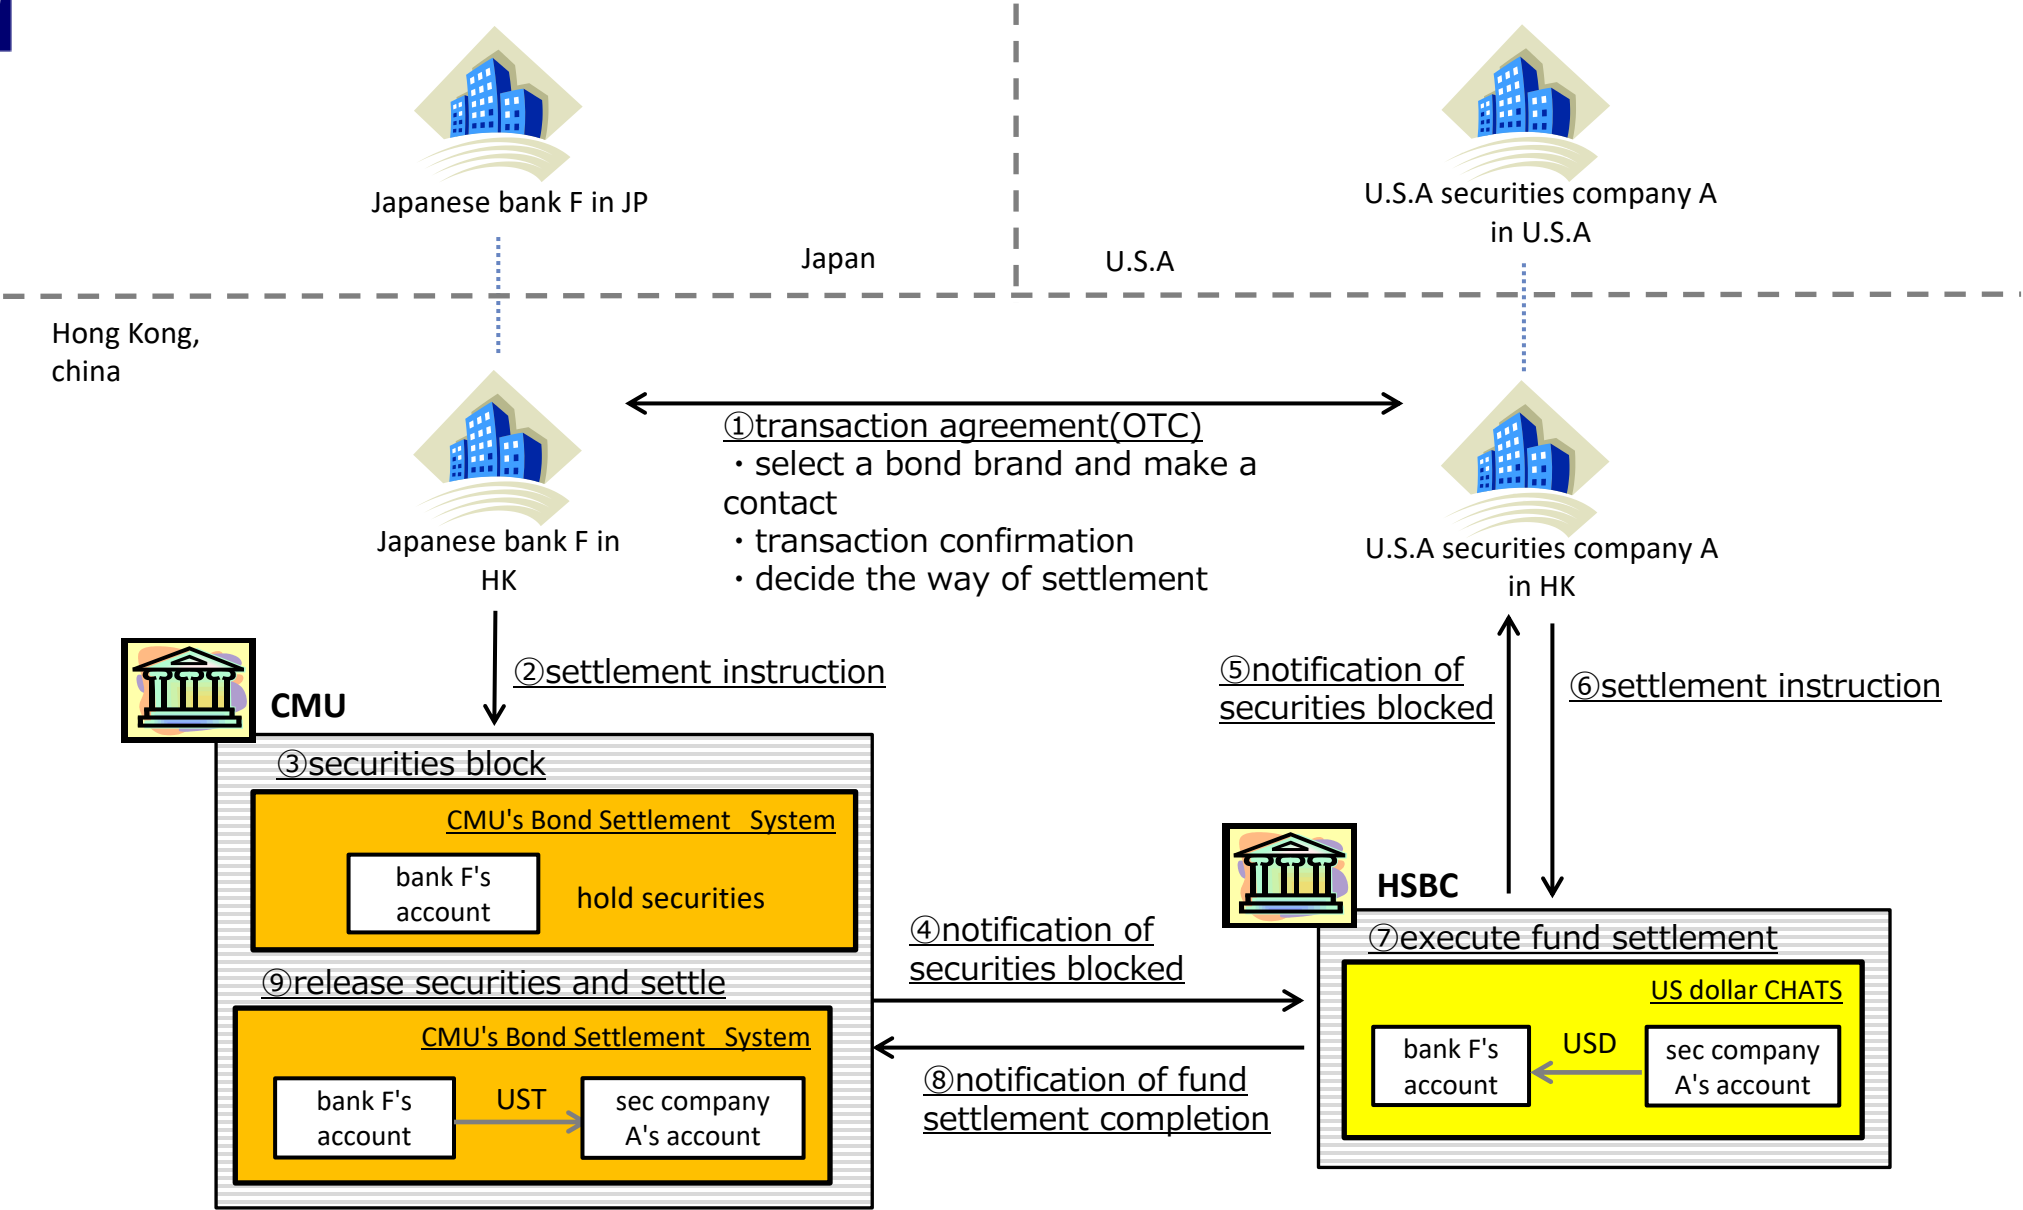 Japanese bank F in JP
U.S.A securities company A
in U.S.A
Japan
U.S.A
Hong Kong,
china
①transaction agreement(OTC)
・select a bond brand and make a
contact
・transaction confirmation
・decide the way of settlement
Japanese bank F in
HK
U.S.A securities company A
in HK
②settlement instruction
⑤notification of
securities blocked
⑥settlement instruction
CMU
③securities block
CMU's Bond Settlement System
bank F's
account
hold securities
④notification of
securities blocked
HSBC
⑦execute fund settlement
US dollar CHATS
bank F's
account
USD
sec company
A's account
⑨release securities and settle
CMU's Bond Settlement System
bank F's
account
UST
sec company
A's account
⑧notification of fund
settlement completion